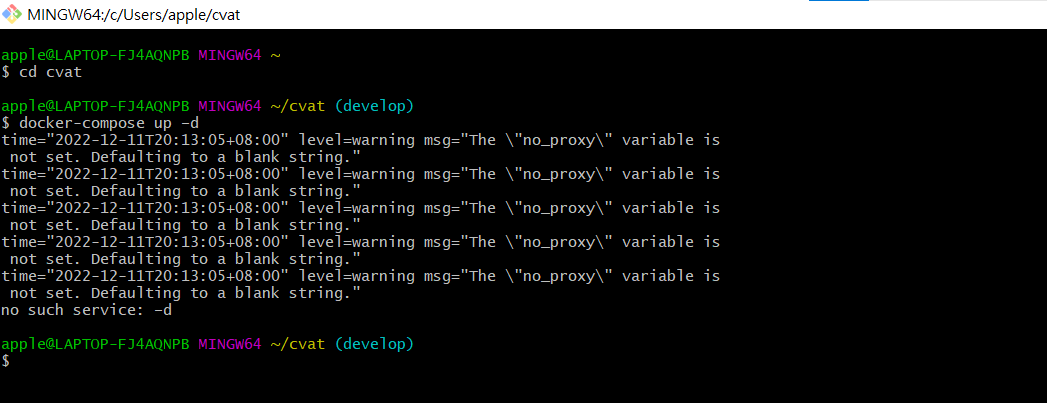 MINGW64:/c/Users/apple/cvat
apple@LAPTOP-FJ4AQNPB MINGW64 ~
$ cd cvat
apple@LAPTOP-FJ4AQNPB MINGW64 ~/cvat (develop)
$ docker-compose up –d
time="2022-12-11T20:13:05+08:00" level=warning msg="The \"no_proxy\" variable is
 not set. Defaulting to a blank string."
time="2022-12-11T20:13:05+08:00" level=warning msg="The \"no_proxy\" variable is
 not set. Defaulting to a blank string."
time="2022-12-11T20:13:05+08:00" level=warning msg="The \"no_proxy\" variable is
 not set. Defaulting to a blank string."
time="2022-12-11T20:13:05+08:00" level=warning msg="The \"no_proxy\" variable is
 not set. Defaulting to a blank string."
time="2022-12-11T20:13:05+08:00" level=warning msg="The \"no_proxy\" variable is
 not set. Defaulting to a blank string."
no such service: –d
apple@LAPTOP-FJ4AQNPB MINGW64 ~/cvat (develop)
$